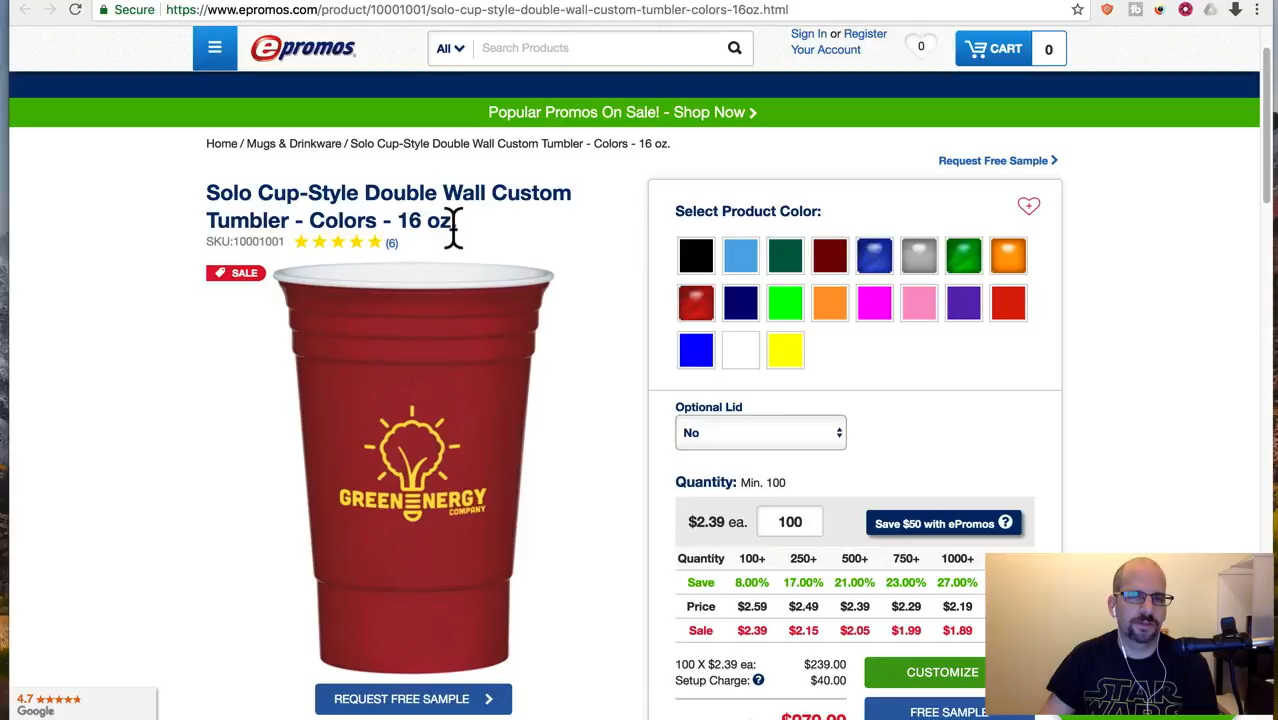 Secure https://www.epromos.com/product/10001001/solo-cup-style-double-wall-custom-tumbler-colors-16oz.html
epromos
All
Search Products
Sign In or Register
Your Account
0
CART
0
Popular Promos On Sale! - Shop Now
Home / Mugs & Drinkware / Solo Cup-Style Double Wall Custom Tumbler - Colors - 16 oz.
Request Free Sample
Solo Cup-Style Double Wall Custom
Tumbler - Colors - 16 oz.
SKU:10001001
(6)
SALE
GREENENERGY
COMPANY
REQUEST FREE SAMPLE
4.7
Google
Select Product Color:
Optional Lid
No
Quantity: Min. 100
$2.39 ea.
100
Save $50 with ePromos ?
Quantity 100+ 250+ 500+ 750+ 1000+
Save 8.00% 17.00% 21.00% 23.00% 27.00%
Price $2.59 $2.49 $2.39 $2.29 $2.19
Sale $2.39 $2.15 $2.05 $1.99 $1.89
100 X $2.39 ea: $239.00
Setup Charge: ? $40.00
CUSTOMIZE
FREE SAMPLE
STAR
WARS